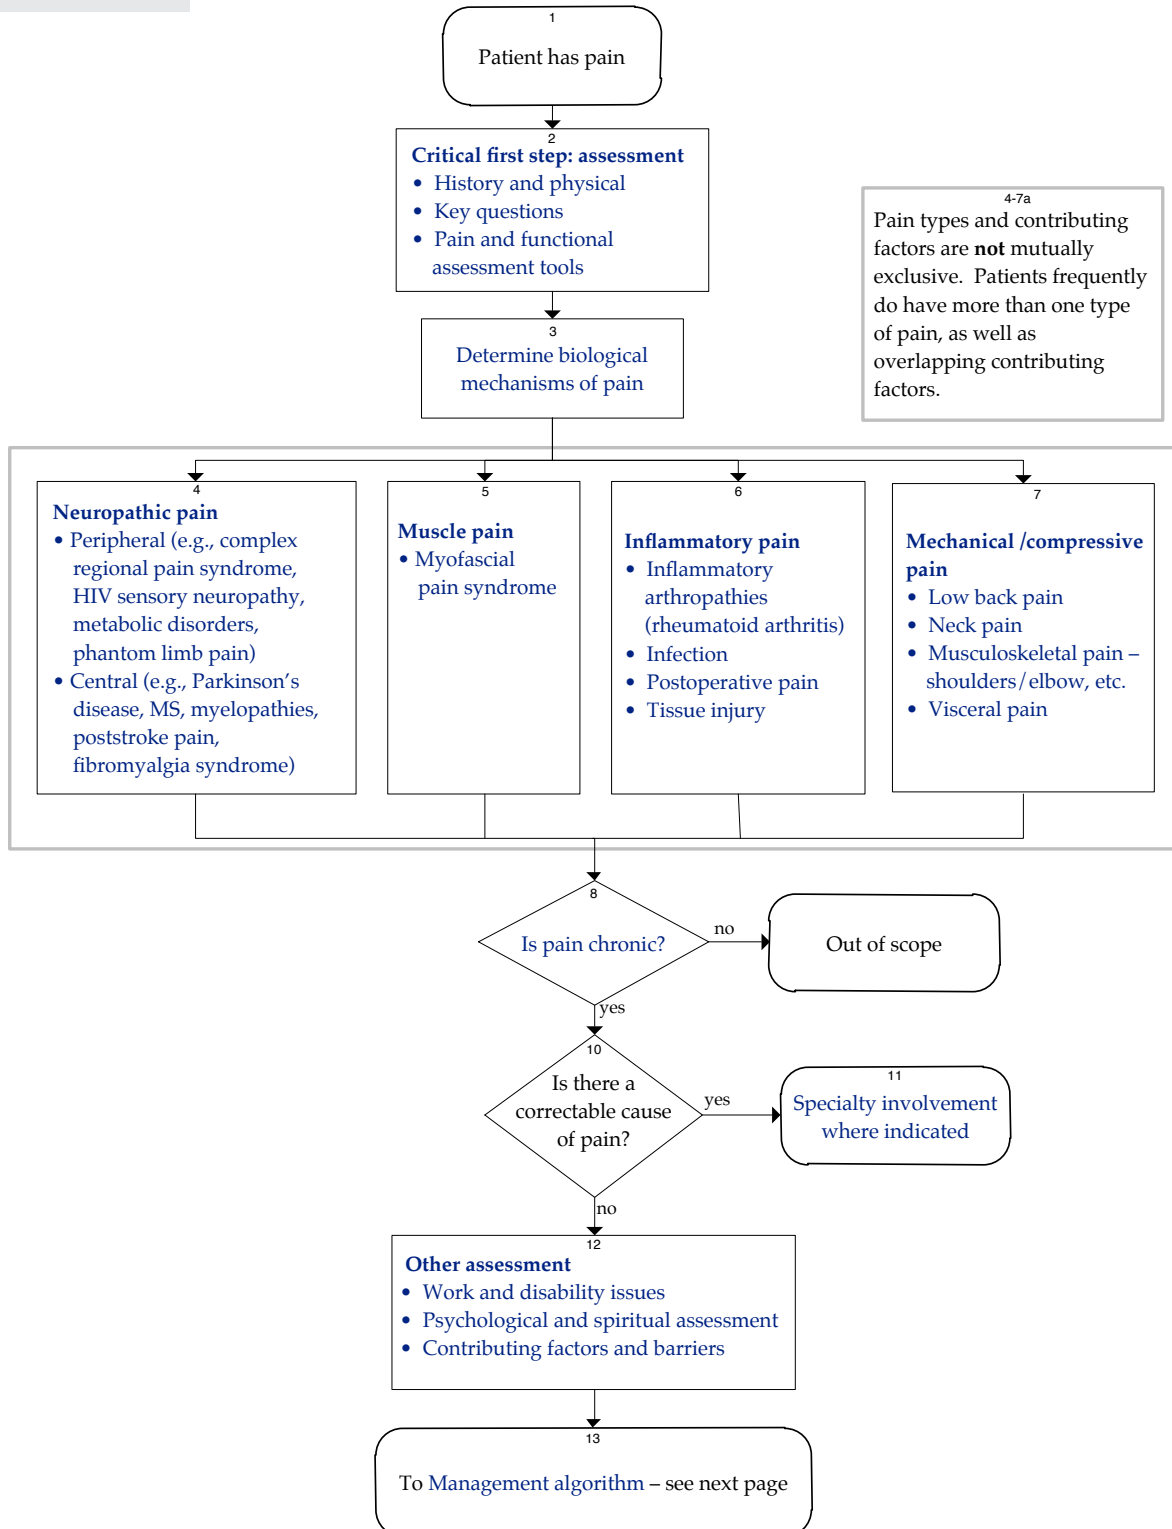 1
Patient has pain
2
Critical first step: assessment
• History and physical
• Key questions
• Pain and functional
assessment tools
4-7a
Pain types and contributing
factors are not mutually
exclusive. Patients frequently
do have more than one type
of pain, as well as
overlapping contributing
factors.
3
Determine biological
mechanisms of pain
4
Neuropathic pain
• Peripheral (e.g., complex
regional pain syndrome,
HIV sensory neuropathy,
metabolic disorders,
phantom limb pain)
• Central (e.g., Parkinson's
disease, MS, myelopathies,
poststroke pain,
fibromyalgia syndrome)
5
Muscle pain
• Myofascial
pain syndrome
6
Inflammatory pain
• Inflammatory
arthropathies
(rheumatoid arthritis)
• Infection
• Postoperative pain
• Tissue injury
7
Mechanical /compressive
pain
• Low back pain
• Neck pain
• Musculoskeletal pain –
shoulders/elbow, etc.
• Visceral pain
8
Is pain chronic?
no
Out of scope
yes
10
Is there a
correctable cause
of pain?
yes
11
Specialty involvement
where indicated
no
12
Other assessment
• Work and disability issues
• Psychological and spiritual assessment
• Contributing factors and barriers
13
To Management algorithm – see next page